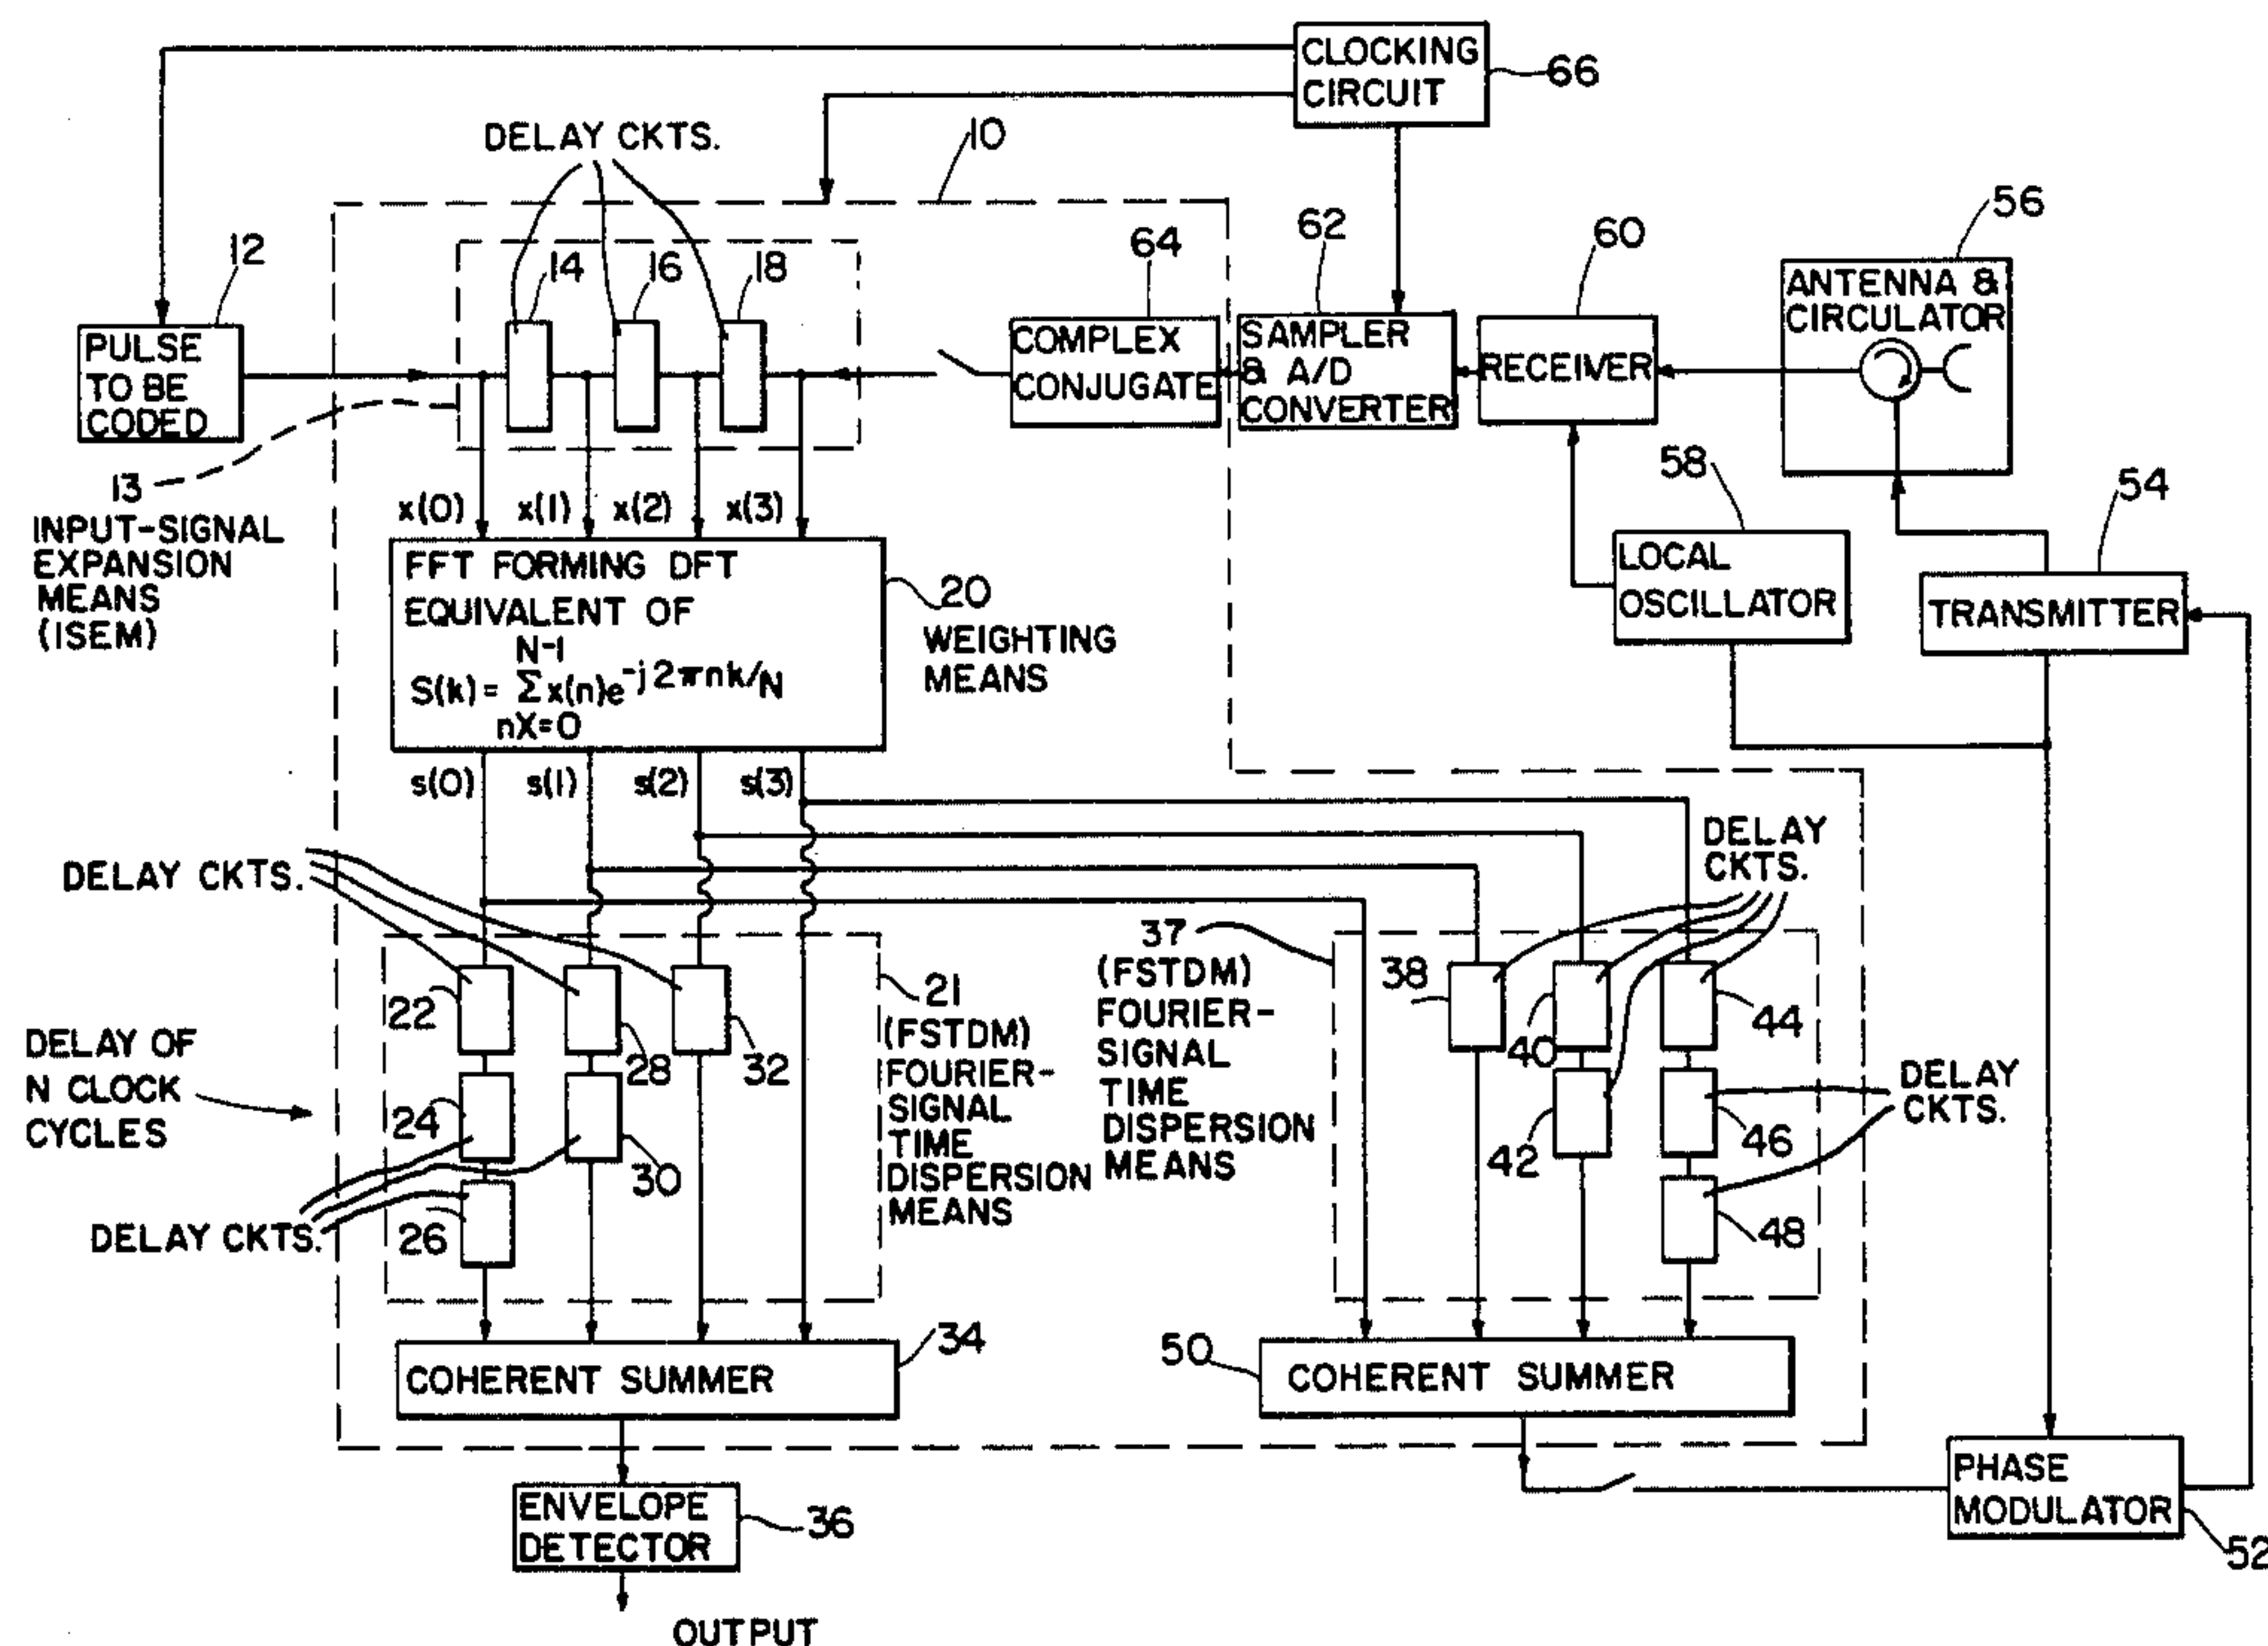 CLOCKING
CIRCUIT
66
DELAY CKTS.
10
56
12
14
16
18
64
62
60
ANTENNA &
CIRCULATOR
PULSE
TO BE
CODED
COMPLEX
CONJUGATE
SAMPLER
& A/D
CONVERTER
RECEIVER
13
INPUT-SIGNAL
EXPANSION
MEANS
(ISEM)
x(0) x(1) x(2) x(3)
58
54
LOCAL
OSCILLATOR
TRANSMITTER
FFT FORMING DFT
EQUIVALENT OF
N-1
S(k)= Σ x(n)e-j2πnk/N
nX=0
20
WEIGHTING
MEANS
s(0) s(1) s(2) s(3)
DELAY CKTS.
DELAY
CKTS.
22
28
32
21
(FSTDM)
FOURIER-
SIGNAL
TIME
DISPERSION
MEANS
37
(FSTDM)
FOURIER-
SIGNAL
TIME
DISPERSION
MEANS
38
40
44
DELAY OF
N CLOCK
CYCLES
24
30
42
46
DELAY
CKTS.
DELAY CKTS.
26
48
COHERENT SUMMER
34
50
COHERENT SUMMER
ENVELOPE
DETECTOR
36
PHASE
MODULATOR
52
OUTPUT